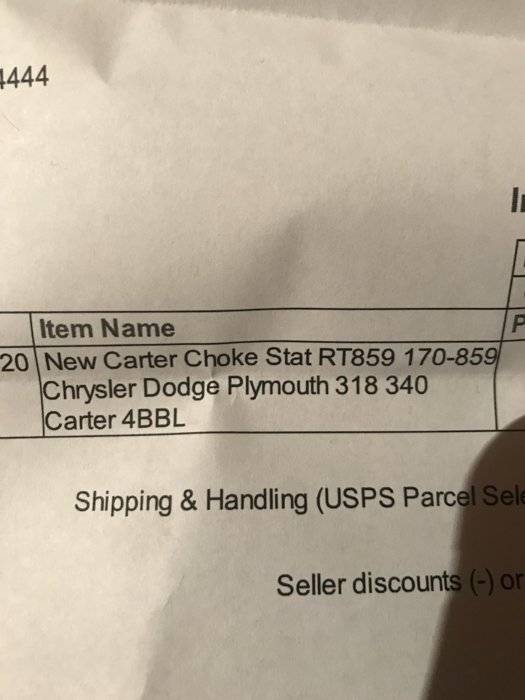 4444
Item Name
20 New Carter Choke Stat RT859 170-859
Chrysler Dodge Plymouth 318 340
Carter 4BBL
Shipping & Handling (USPS Parcel
Seller discounts (-) or